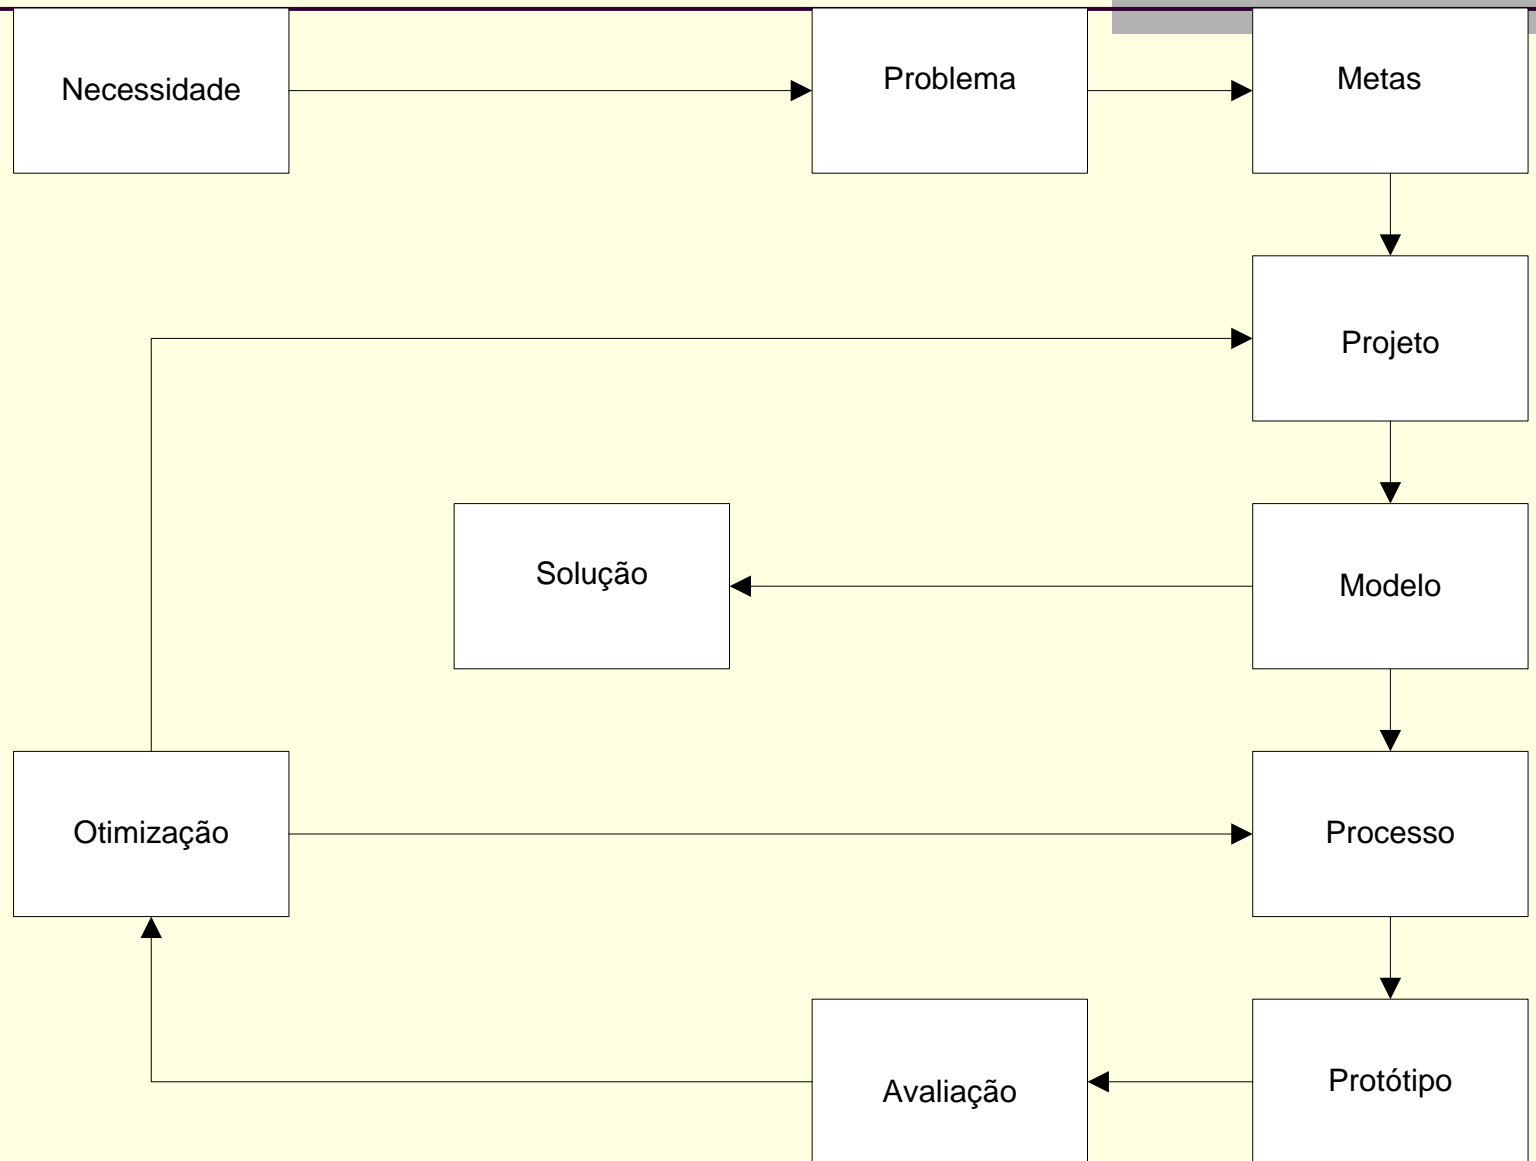 Necessidade
Problema
Metas
Projeto
Solução
Modelo
Otimização
Processo
Avaliação
Protótipo